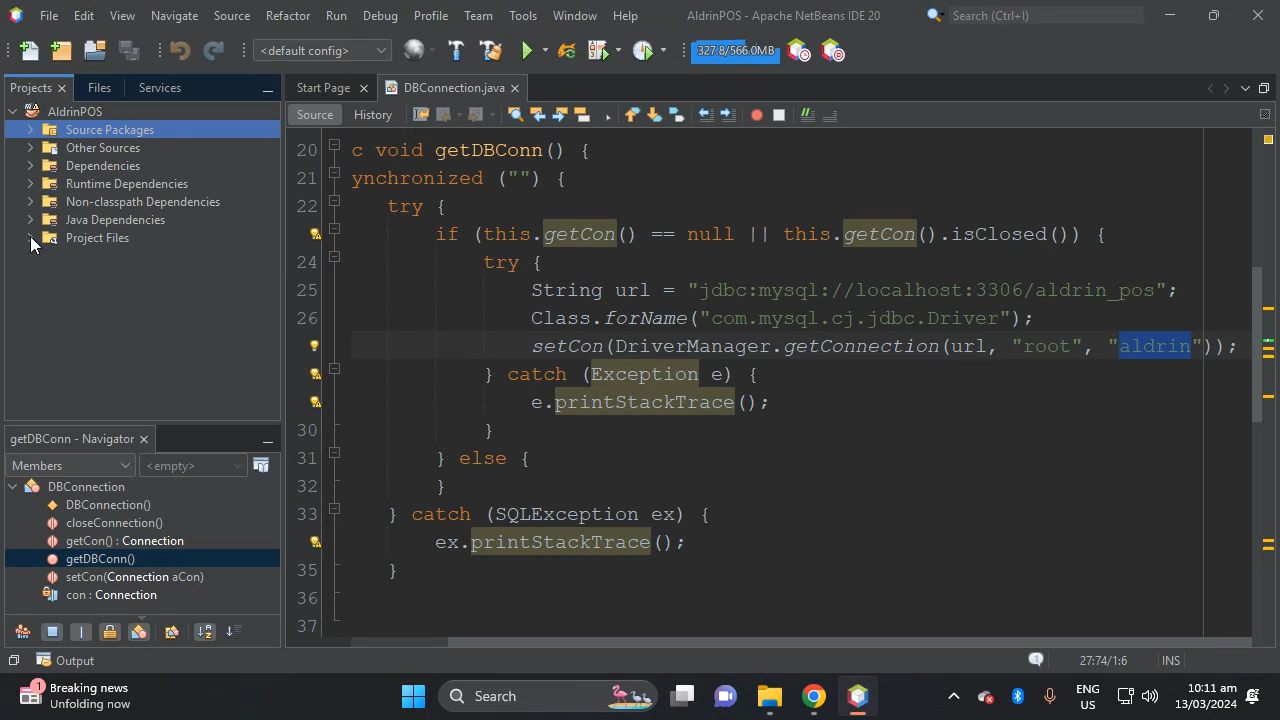 File Edit View Navigate Source Refactor Run Debug Profile Team Tools Window Help AldrinPOS - Apache NetBeans IDE 20 Search (Ctrl+I)
<default config> 327.8/566.0MB
Projects Files Services
AldrinPOS
Source Packages
Other Sources
Dependencies
Runtime Dependencies
Non-classpath Dependencies
Java Dependencies
Project Files
getDBConn - Navigator
Members <empty>
DBConnection
DBConnection()
closeConnection()
getCon() : Connection
getDBConn()
setCon(Connection aCon)
con : Connection
Start Page DBConnection.java
Source History
20 c void getDBConn() {
21 ynchronized ("") {
22 try {
if (this.getCon() == null || this.getCon().isClosed()) {
24 try {
25 String url = "jdbc:mysql://localhost:3306/aldrin_pos";
26 Class.forName("com.mysql.cj.jdbc.Driver");
setCon(DriverManager.getConnection(url, "root", "aldrin"));
} catch (Exception e) {
e.printStackTrace();
30 }
31 } else {
32 }
33 } catch (SQLException ex) {
ex.printStackTrace();
35 }
36
37
Output 1 27:74/1:6 INS
1 Breaking news
Unfolding now
Search
ENG
US
10:11 am
13/03/2024